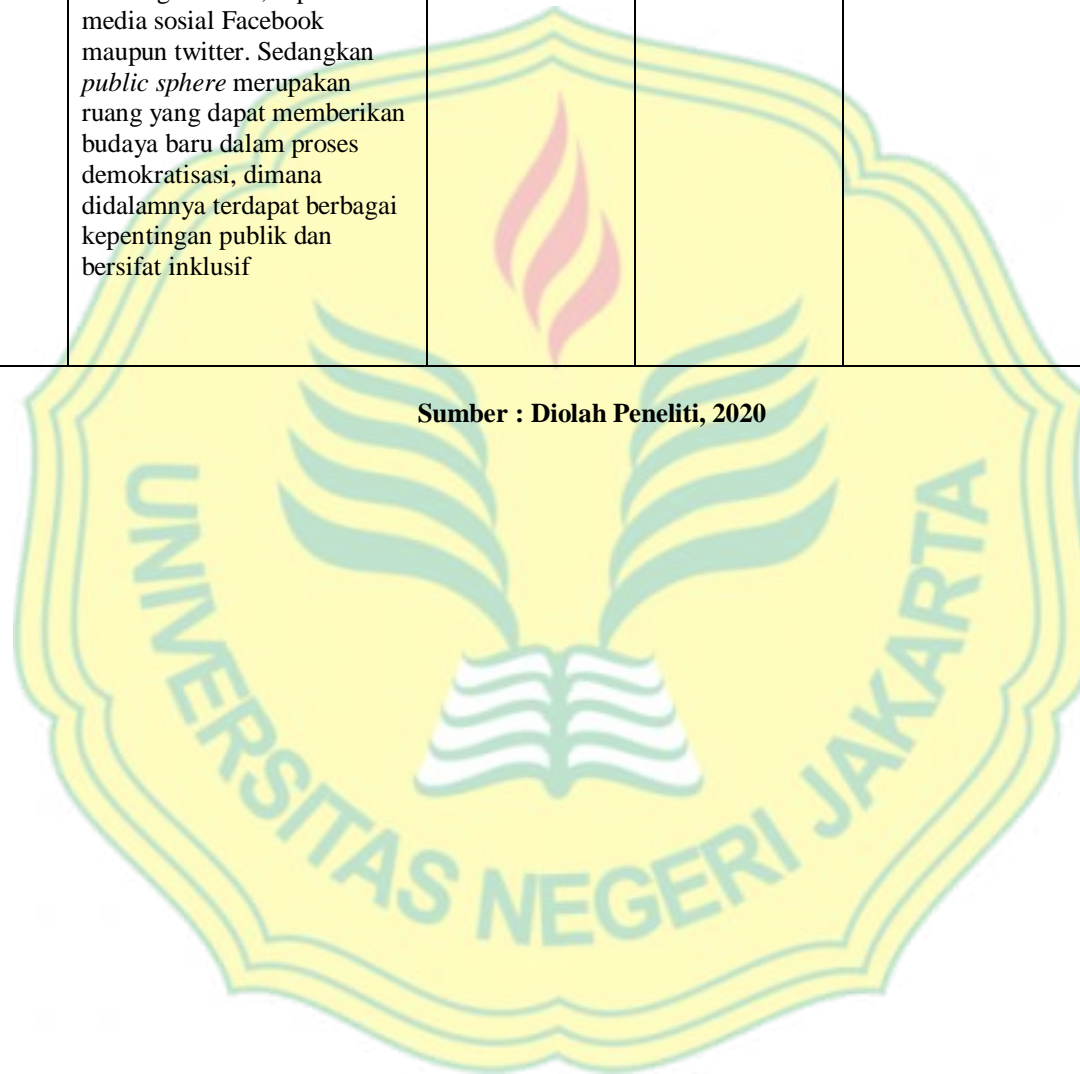 media sosial Facebook
maupun twitter. Sedangkan
public sphere merupakan
ruang yang dapat memberikan
budaya baru dalam proses
demokratisasi, dimana
didalamnya terdapat berbagai
kepentingan publik dan
bersifat inklusif
Sumber : Diolah Peneliti, 2020
UNIVERSITAS NEGERI JAKARTA